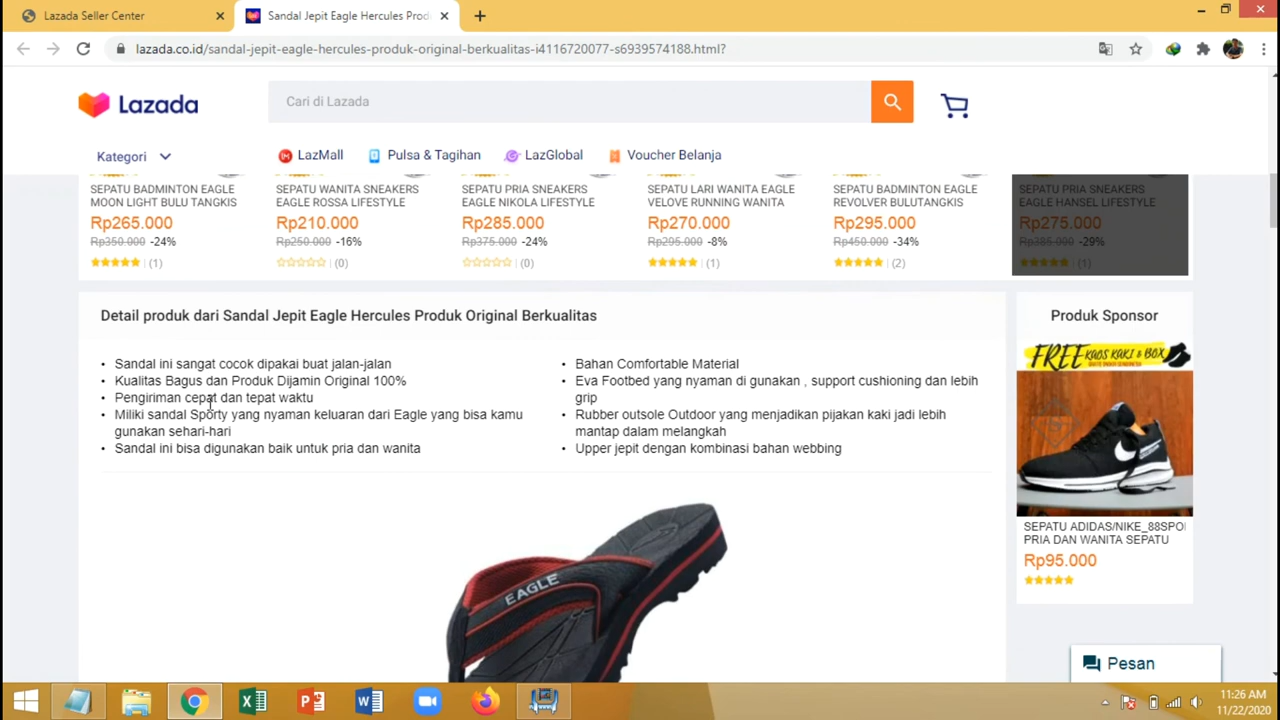 Lazada Seller Center
Sandal Jepit Eagle Hercules Prod
lazada.co.id/sandal-jepit-eagle-hercules-produk-original-berkualitas-i4116720077-s6939574188.html?
Lazada
Cari di Lazada
Kategori
LazMall
Pulsa & Tagihan
LazGlobal
Voucher Belanja
SEPATU BADMINTON EAGLE
MOON LIGHT BULU TANGKIS
Rp265.000
Rp350.000 -24%
(1)
SEPATU WANITA SNEAKERS
EAGLE ROSSA LIFESTYLE
Rp210.000
Rp250.000 -16%
(0)
SEPATU PRIA SNEAKERS
EAGLE NIKOLA LIFESTYLE
Rp285.000
Rp375.000 -24%
(0)
SEPATU LARI WANITA EAGLE
VELOVE RUNNING WANITA
Rp270.000
Rp295.000 -8%
(1)
SEPATU BADMINTON EAGLE
REVOLVER BULUTANGKIS
Rp295.000
Rp450.000 -34%
(2)
SEPATU PRIA SNEAKERS
EAGLE HANSEL LIFESTYLE
Rp275.000
Rp385.000 -29%
(1)
Detail produk dari Sandal Jepit Eagle Hercules Produk Original Berkualitas
• Sandal ini sangat cocok dipakai buat jalan-jalan
• Kualitas Bagus dan Produk Dijamin Original 100%
• Pengiriman cepat dan tepat waktu
• Miliki sandal Sporty yang nyaman keluaran dari Eagle yang bisa kamu
gunakan sehari-hari
• Sandal ini bisa digunakan baik untuk pria dan wanita
• Bahan Comfortable Material
• Eva Footbed yang nyaman di gunakan , support cushioning dan lebih
grip
• Rubber outsole Outdoor yang menjadikan pijakan kaki jadi lebih
mantap dalam melangkah
• Upper jepit dengan kombinasi bahan webbing
EAGLE
Produk Sponsor
FREE KAOS KAKI & BOX
SEPATU ADIDAS/NIKE_88SPO
PRIA DAN WANITA SEPATU
Rp95.000
Pesan
11:26 AM
11/22/2020